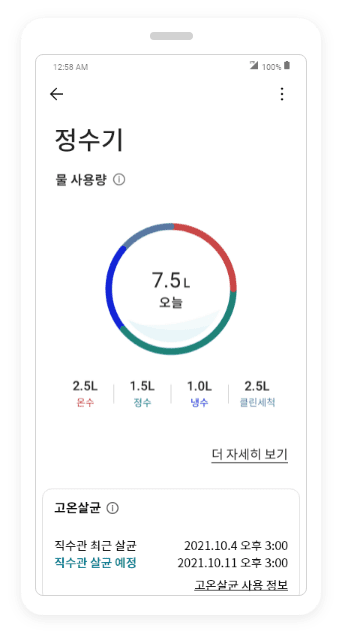 12:58 AM 100%
정수기
물 사용량
7.5L
오늘
2.5L 1.5L 1.0L 2.5L
온수 정수 냉수 클린세척
더 자세히 보기
고온살균
직수관 최근 살균 2021.10.4 오후 3:00
직수관 살균 예정 2021.10.11 오후 3:00
고온살균 사용 정보